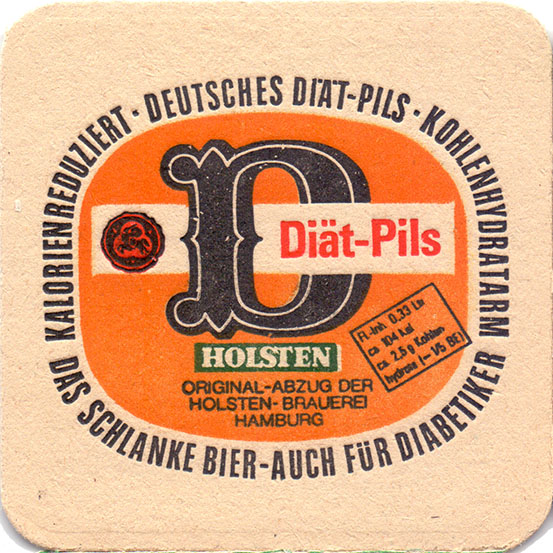 KALORIENREDUZIERT · DEUTSCHES DIÄT-PILS · KOHLENHYDRATARM
D
Diät-Pils
HOLSTEN
Fl.-Inh. 0,33 Ltr
ca 104 kal
ca. 2,5 g Kohlen-
hydrate (= 1/5 BE)
ORIGINAL-ABZUG DER
HOLSTEN-BRAUEREI
HAMBURG
DAS SCHLANKE BIER-AUCH FÜR DIABETIKER